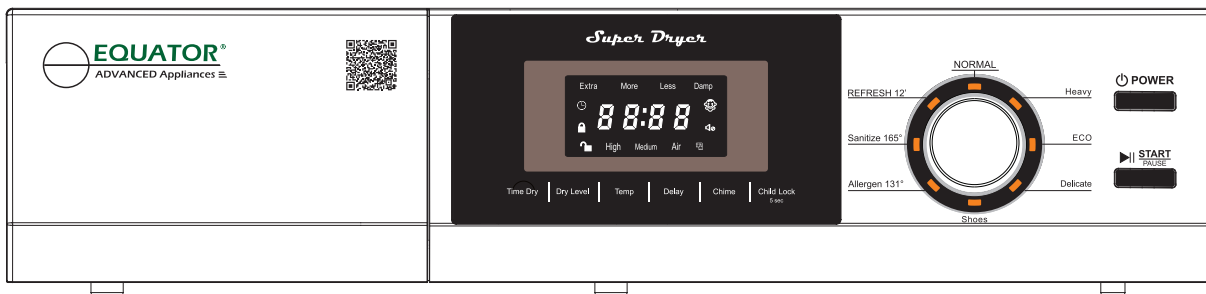 EQUATOR®
ADVANCED Appliances
Super Dryer
Extra More Less Damp
88:88
High Medium Air
Time Dry Dry Level Temp Delay Chime Child Lock
5 sec
NORMAL
REFRESH 12' Heavy
Sanitize 165° ECO
Allergen 131° Delicate
Shoes
POWER
START
PAUSE